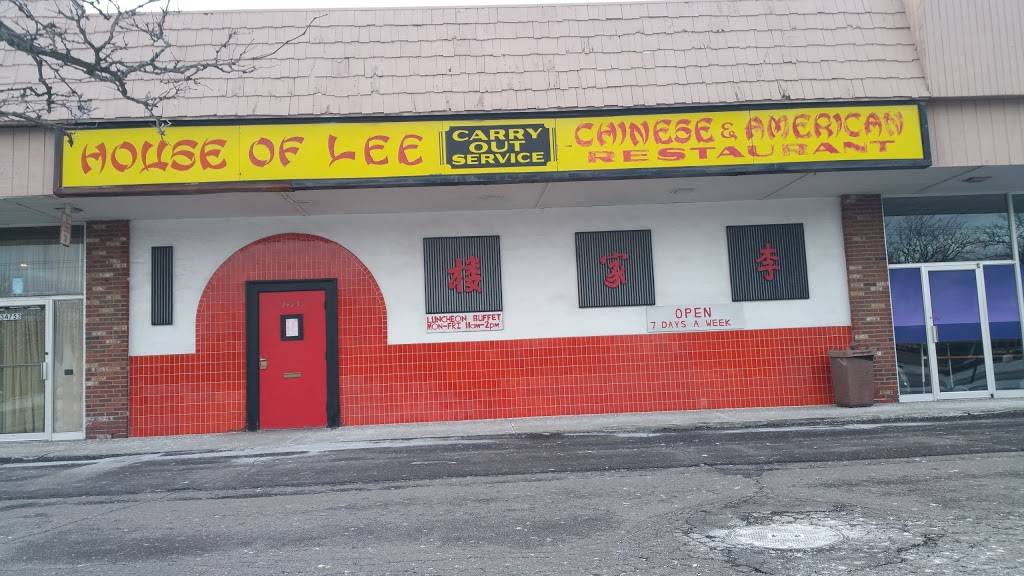 HOUSE OF LEE
CARRY
OUT
SERVICE
CHINESE & AMERICAN
RESTAURANT
楼 家 李
LUNCHEON BUFFET
MON-FRI 11AM-2PM
OPEN
7 DAYS A WEEK
34753